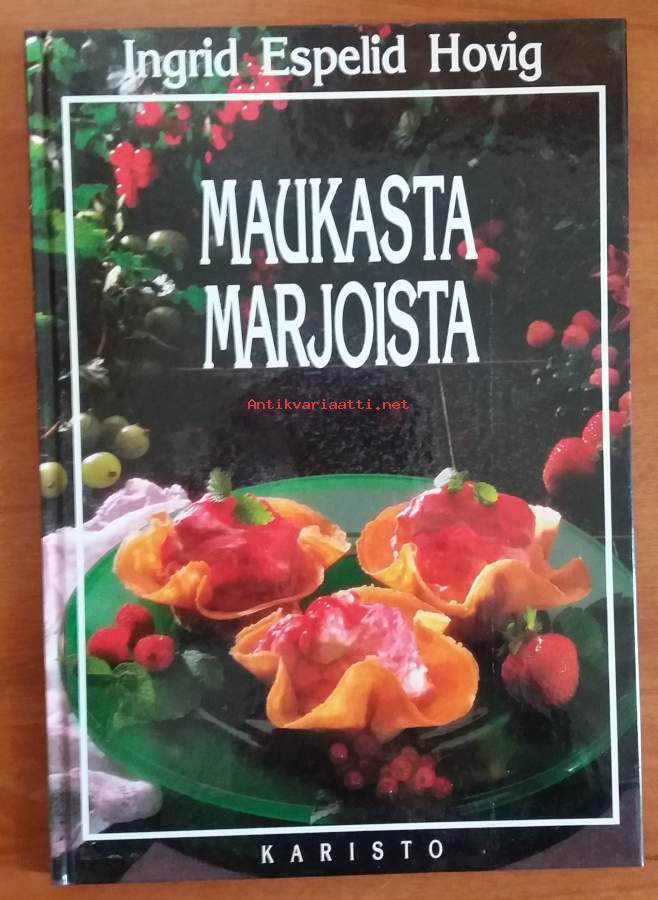 Ingrid Espelid Hovig
MAUKASTA
MARJOISTA
Antikvariaatti.net
KARISTO